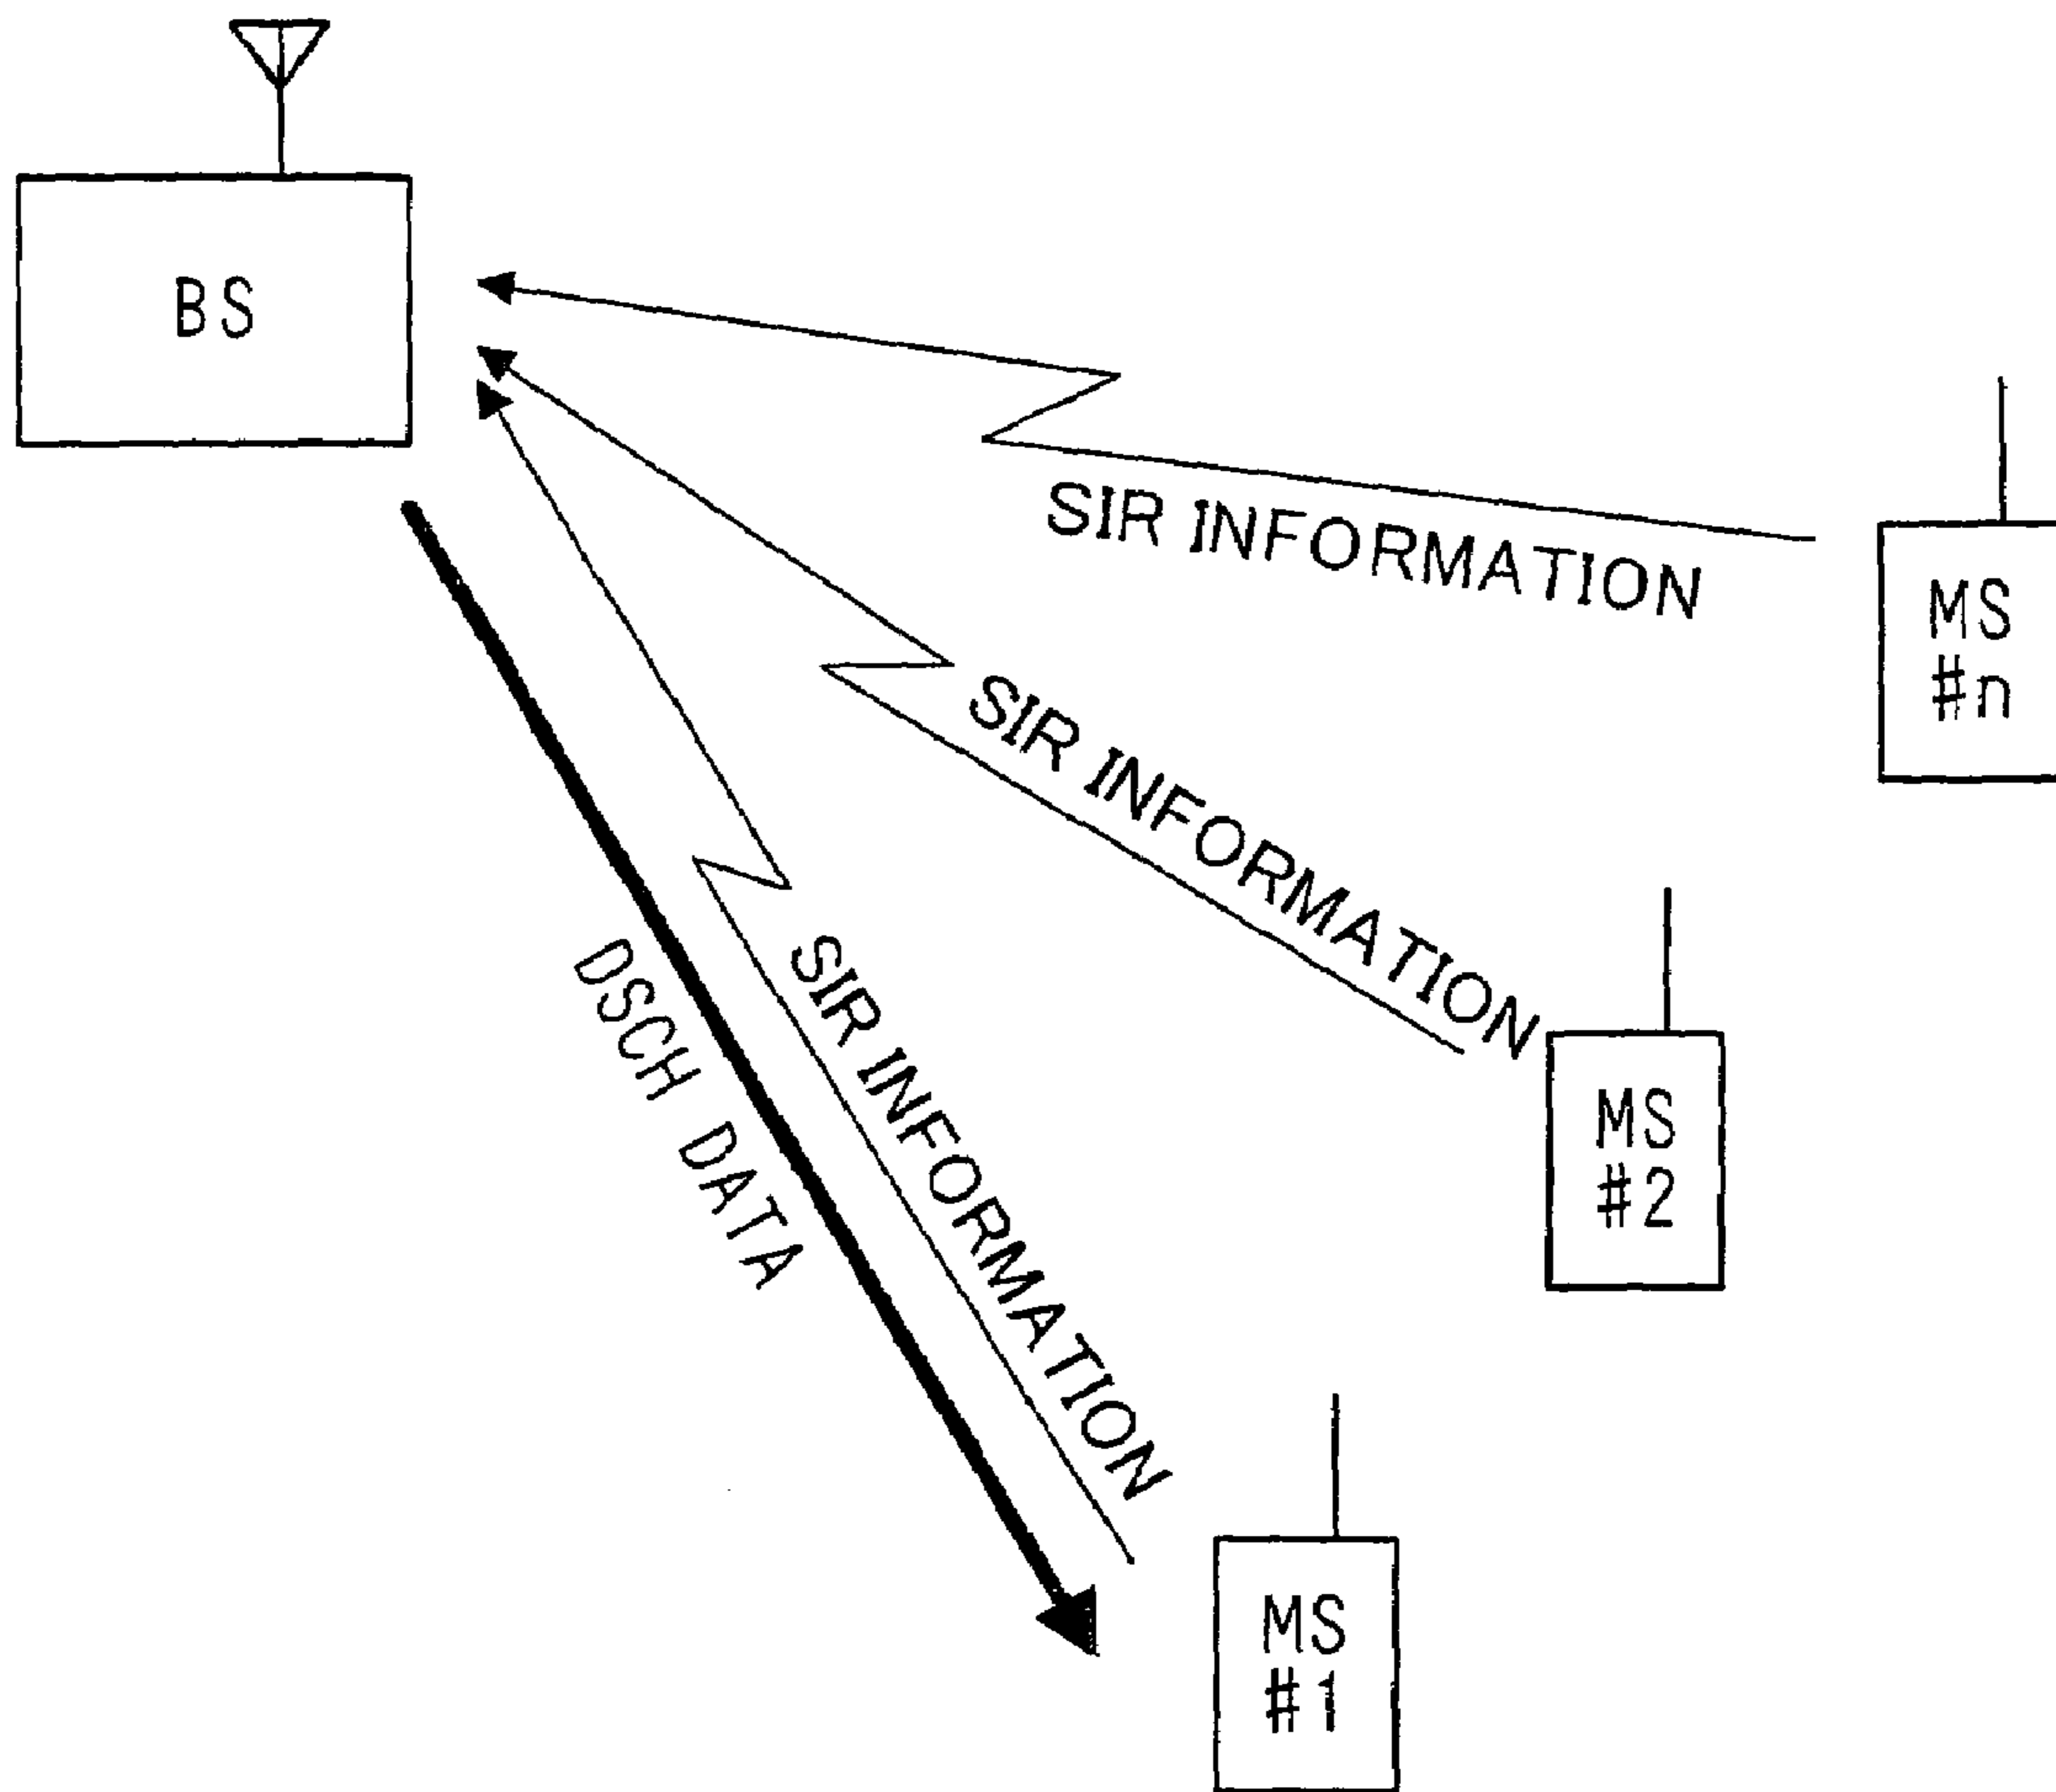 BS
SIR INFORMATION
MS
#n
SIR INFORMATION
MS
#2
SIR INFORMATION
DSCH DATA
MS
#1